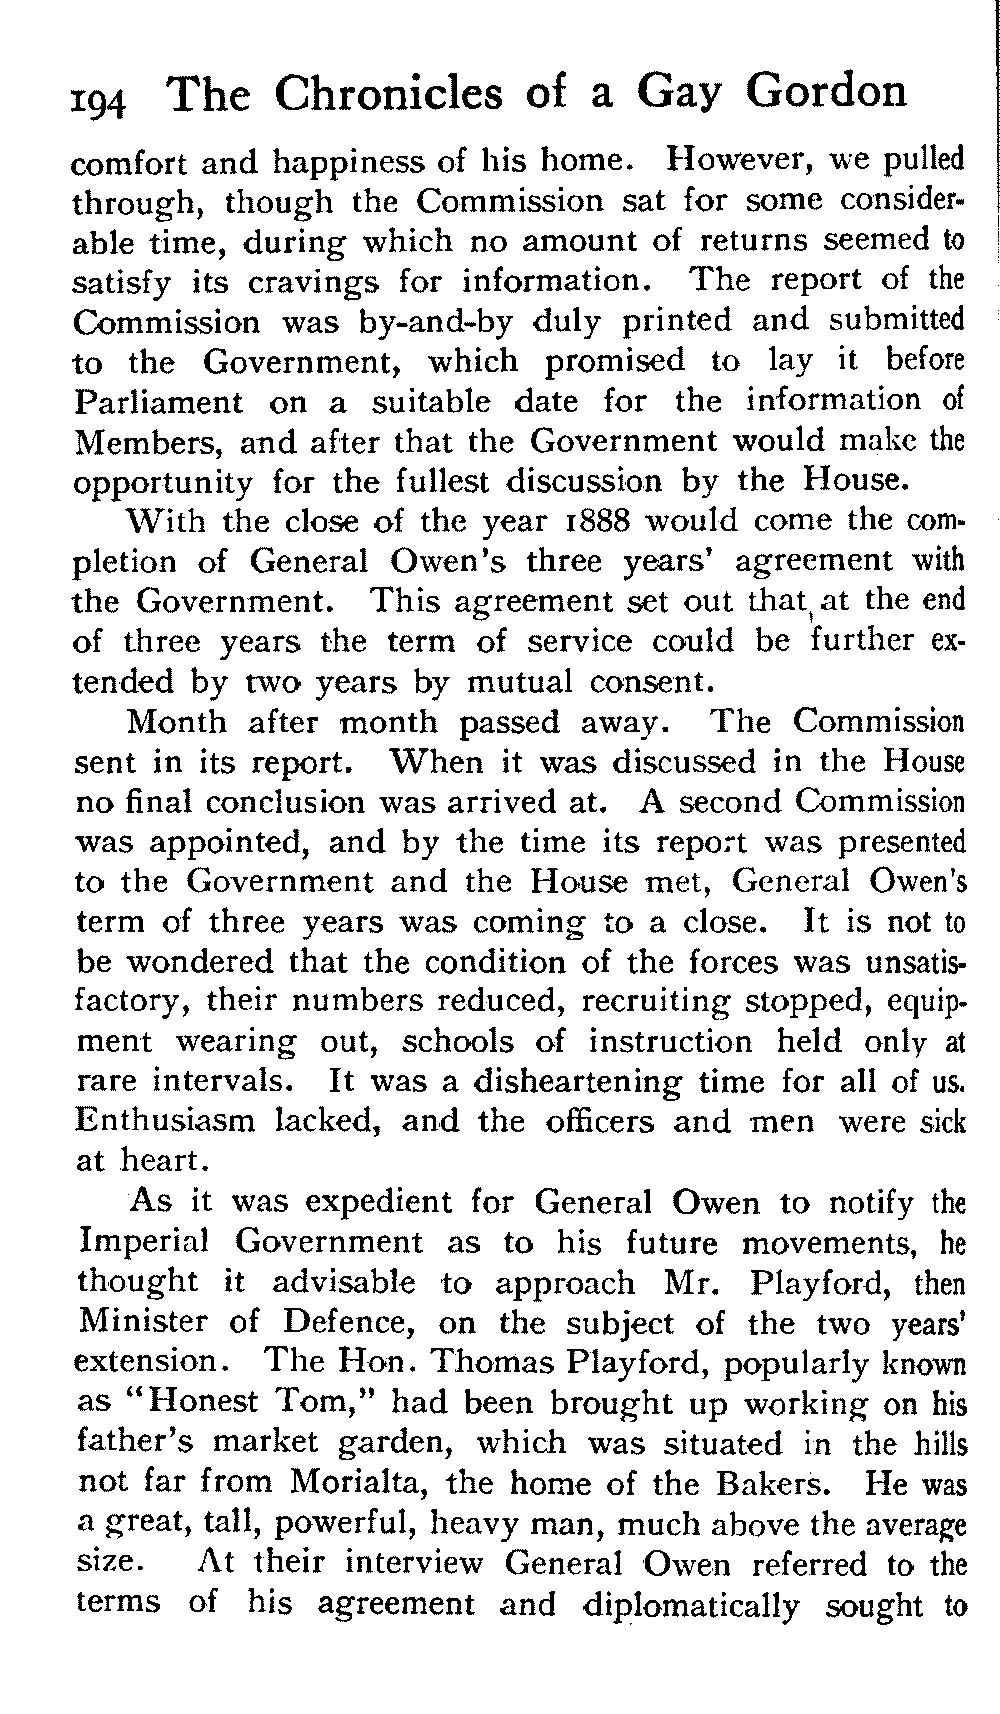 194 The Chronicles of a Gay Gordon
comfort and happiness of his home. However, we pulled
through, though the Commission sat for some consider-
able time, during which no amount of returns seemed to
satisfy its cravings for information. The report of the
Commission was by-and-by duly printed and submitted
to the Government, which promised to lay it before
Parliament on a suitable date for the information of
Members, and after that the Government would make the
opportunity for the fullest discussion by the House.
With the close of the year 1888 would come the com-
pletion of General Owen's three years' agreement with
the Government. This agreement set out that, at the end
of three years the term of service could be further ex-
tended by two years by mutual consent.
Month after month passed away. The Commission
sent in its report. When it was discussed in the House
no final conclusion was arrived at. A second Commission
was appointed, and by the time its report was presented
to the Government and the House met, General Owen's
term of three years was coming to a close. It is not to
be wondered that the condition of the forces was unsatis-
factory, their numbers reduced, recruiting stopped, equip-
ment wearing out, schools of instruction held only at
rare intervals. It was a disheartening time for all of us.
Enthusiasm lacked, and the officers and men were sick
at heart.
As it was expedient for General Owen to notify the
Imperial Government as to his future movements, he
thought it advisable to approach Mr. Playford, then
Minister of Defence, on the subject of the two years'
extension. The Hon. Thomas Playford, popularly known
as "Honest Tom," had been brought up working on his
father's market garden, which was situated in the hills
not far from Morialta, the home of the Bakers. He was
a great, tall, powerful, heavy man, much above the average
size. At their interview General Owen referred to the
terms of his agreement and diplomatically sought to